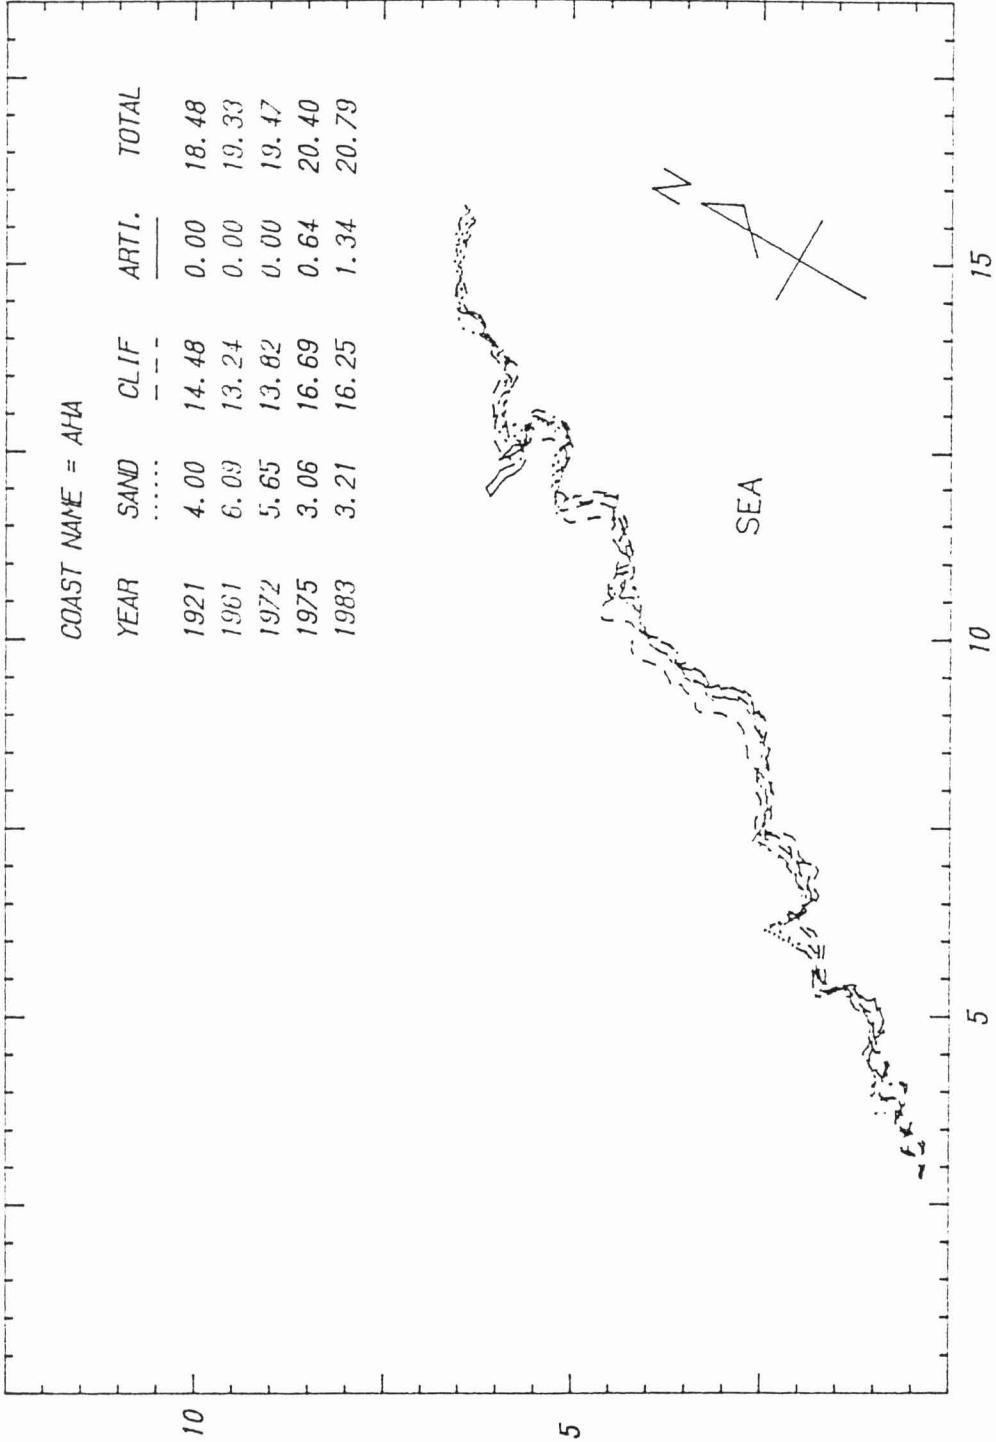 COAST NAME = AHA
YEAR SAND CLIF ARTI. TOTAL
1921 4.00 14.48 0.00 18.48
1961 6.09 13.24 0.00 19.33
1972 5.65 13.82 0.00 19.47
1975 3.06 16.69 0.64 20.40
1983 3.21 16.25 1.34 20.79
N
SEA
10
5
5
10
15